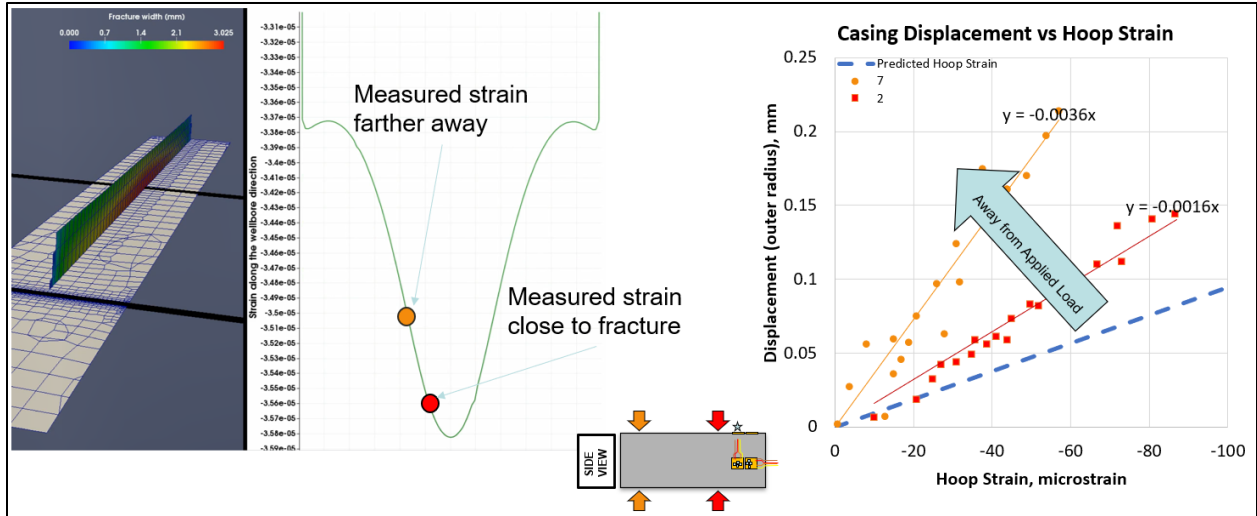 Fracture width (mm)
0.000 0.7 1.4 2.1 3.025
Strain along the wellbore direction
-3.31e-05
-3.32e-05
-3.33e-05
-3.34e-05
-3.35e-05
-3.36e-05
-3.37e-05
-3.38e-05
-3.39e-05
-3.4e-05
-3.41e-05
-3.42e-05
-3.43e-05
-3.44e-05
-3.45e-05
-3.46e-05
-3.47e-05
-3.48e-05
-3.49e-05
-3.5e-05
-3.51e-05
-3.52e-05
-3.53e-05
-3.54e-05
-3.55e-05
-3.56e-05
-3.57e-05
-3.58e-05
-3.59e-05
Measured strain
farther away
Measured strain
close to fracture
SIDE
VIEW
Casing Displacement vs Hoop Strain
Predicted Hoop Strain
7
2
y = -0.0036x
y = -0.0016x
Away from Applied Load
Displacement (outer radius), mm
0.25
0.2
0.15
0.1
0.05
0
0 -20 -40 -60 -80 -100
Hoop Strain, microstrain